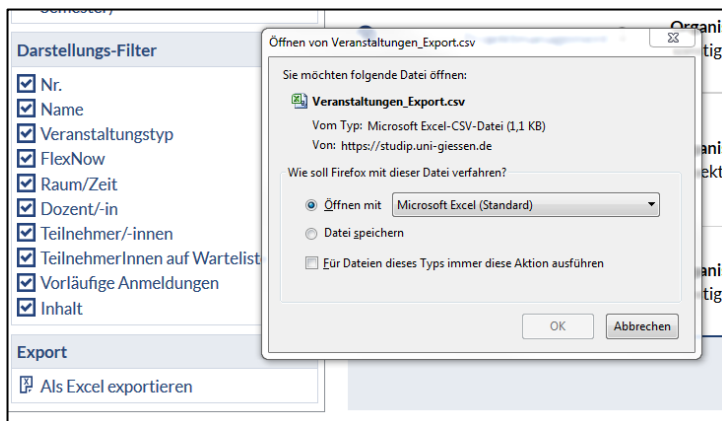 Darstellungs-Filter
Nr.
Name
Veranstaltungstyp
FlexNow
Raum/Zeit
Dozent/-in
Teilnehmer/-innen
TeilnehmerInnen auf Wartelist
Vorläufige Anmeldungen
Inhalt
Export
Als Excel exportieren
Öffnen von Veranstaltungen_Export.csv
Sie möchten folgende Datei öffnen:
Veranstaltungen_Export.csv
Vom Typ: Microsoft Excel-CSV-Datei (1,1 KB)
Von: https://studip.uni-giessen.de
Wie soll Firefox mit dieser Datei verfahren?
Öffnen mit Microsoft Excel (Standard)
Datei speichern
Für Dateien dieses Typs immer diese Aktion ausführen
OK Abbrechen